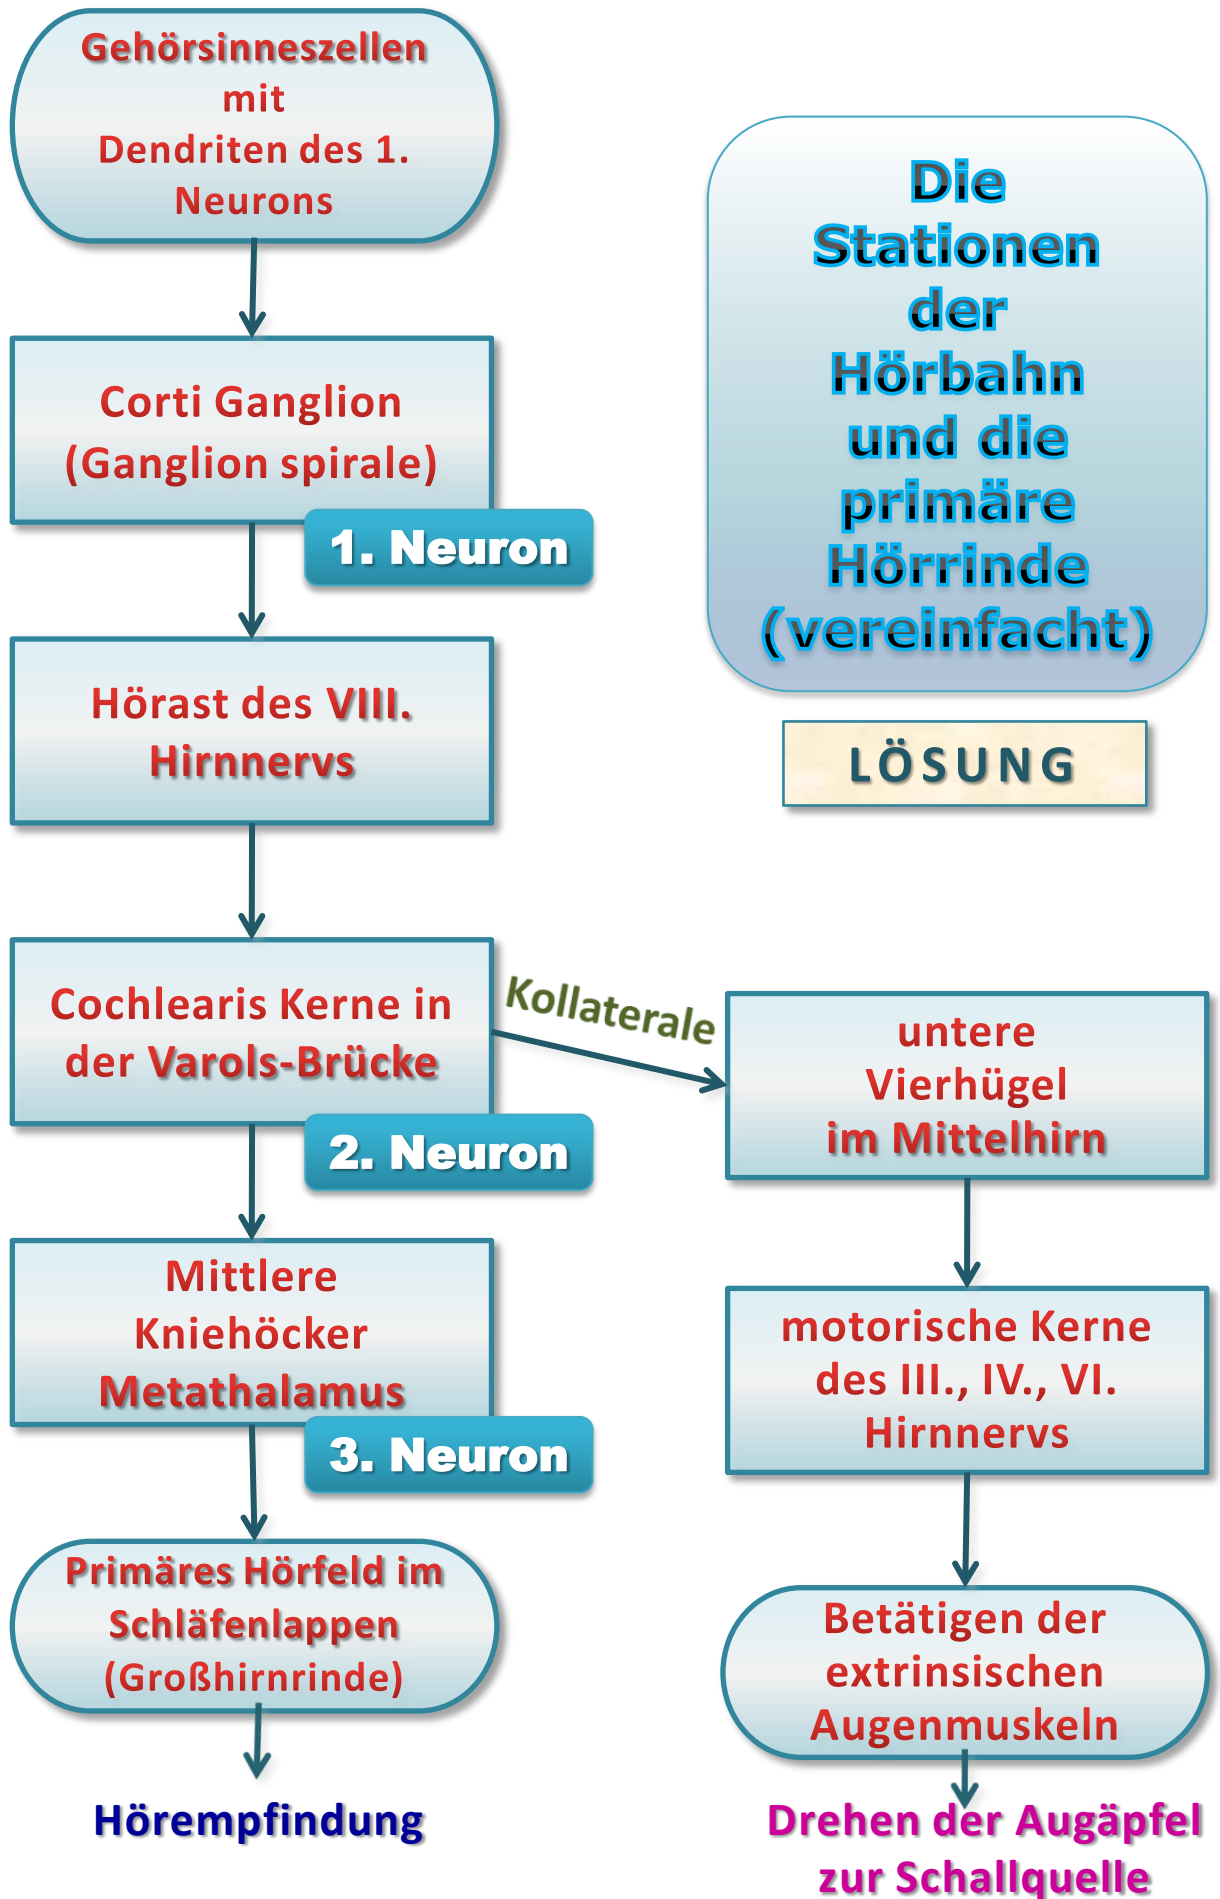 Gehörsinneszellen
mit
Dendriten des 1.
Neurons
Die
Stationen
der
Hörbahn
und die
primäre
Hörrinde
(vereinfacht)
LÖSUNG
Corti Ganglion
(Ganglion spirale)
1. Neuron
Hörast des VIII.
Hirnnervs
Cochlearis Kerne in
der Varols-Brücke
2. Neuron
Kollaterale
untere
Vierhügel
im Mittelhirn
Mittlere
Kniehöcker
Metathalamus
3. Neuron
motorische Kerne
des III., IV., VI.
Hirnnervs
Primäres Hörfeld im
Schläfenlappen
(Großhirnrinde)
Betätigen der
extrinsischen
Augenmuskeln
Hörempfindung
Drehen der Augäpfel
zur Schallquelle